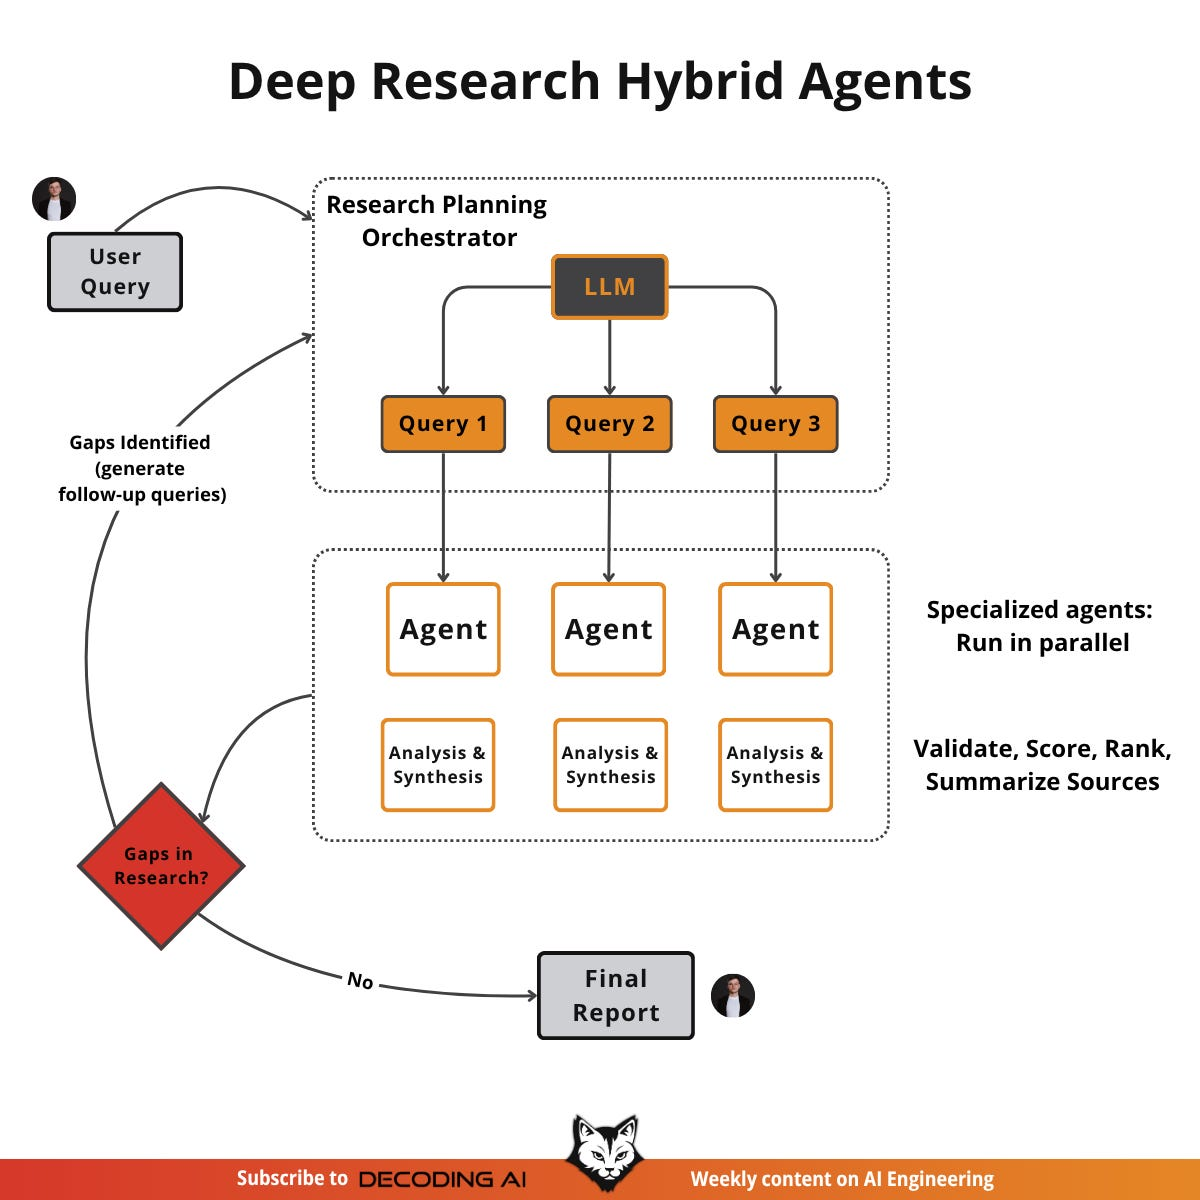 Deep Research Hybrid Agents
User
Query
Research Planning
Orchestrator
LLM
Query 1
Query 2
Query 3
Gaps Identified
(generate
follow-up queries)
Agent
Agent
Agent
Specialized agents:
Run in parallel
Analysis &
Synthesis
Analysis &
Synthesis
Analysis &
Synthesis
Validate, Score, Rank,
Summarize Sources
Gaps in
Research?
No
Final
Report
Subscribe to DECODING AI
Weekly content on AI Engineering